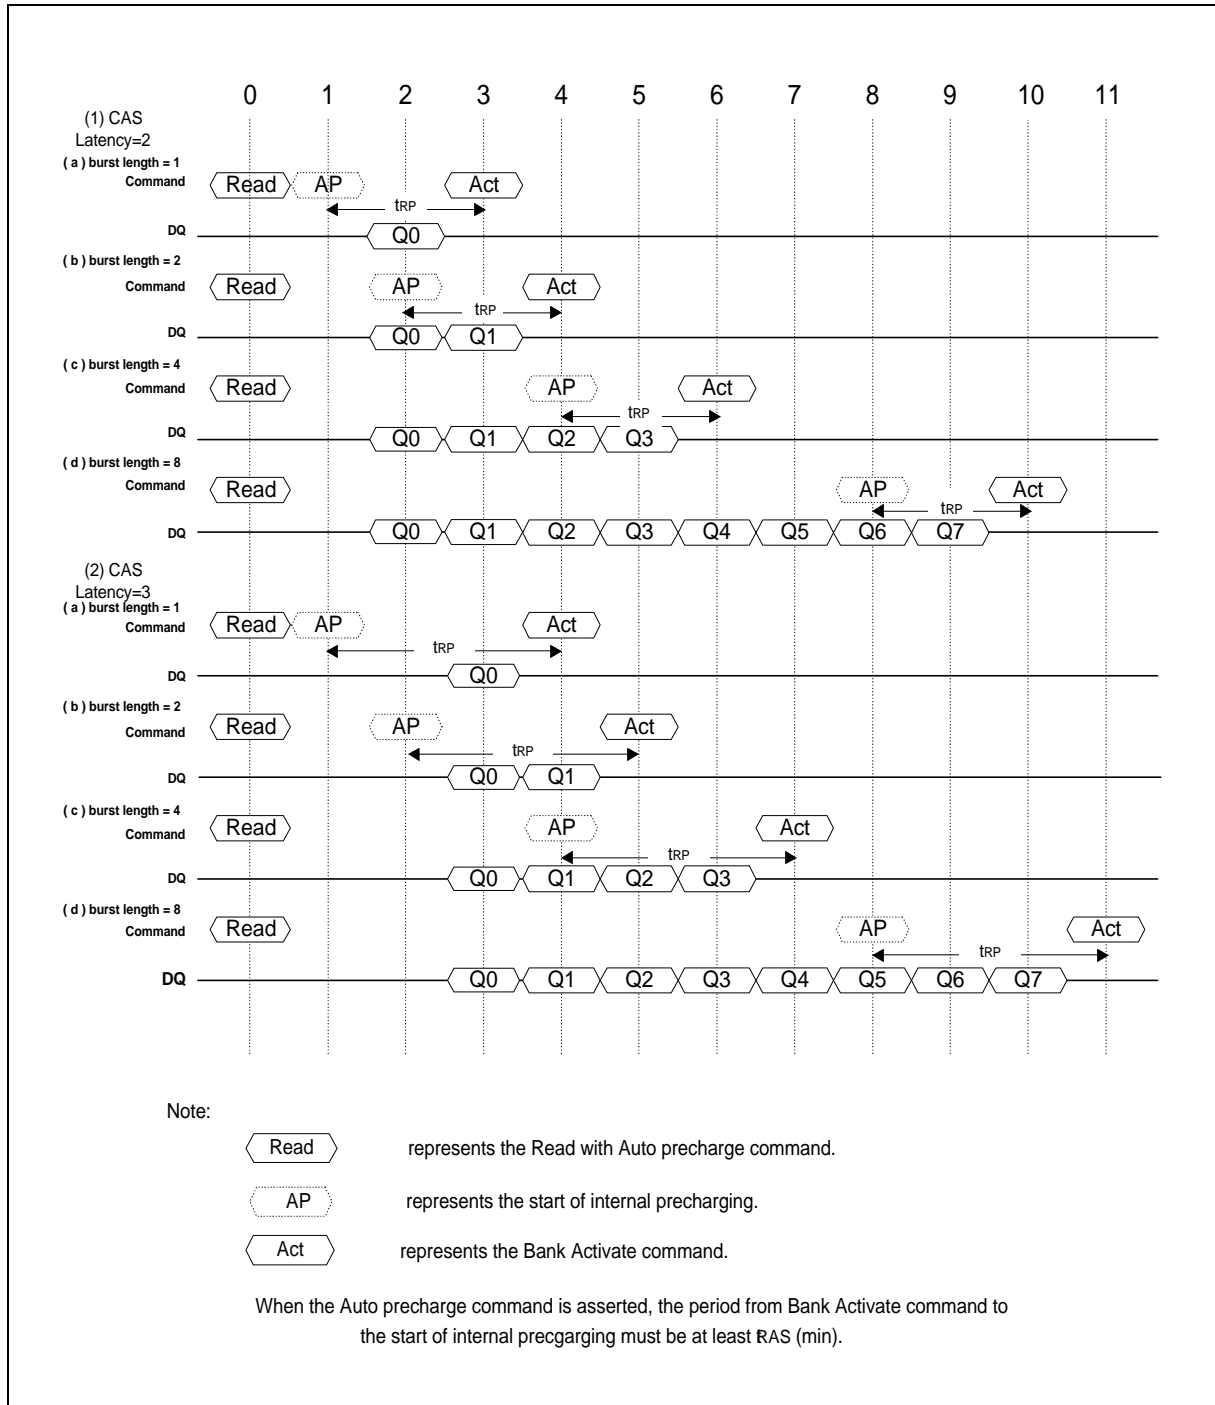 0 1 2 3 4 5 6 7 8 9 10 11
(1) CAS
Latency=2
( a ) burst length = 1
Command Read AP Act
tRP
DQ Q0
( b ) burst length = 2
Command Read AP Act
tRP
DQ Q0 Q1
( c ) burst length = 4
Command Read AP Act
tRP
DQ Q0 Q1 Q2 Q3
( d ) burst length = 8
Command Read AP Act
tRP
DQ Q0 Q1 Q2 Q3 Q4 Q5 Q6 Q7
(2) CAS
Latency=3
( a ) burst length = 1
Command Read AP Act
tRP
DQ Q0
( b ) burst length = 2
Command Read AP Act
tRP
DQ Q0 Q1
( c ) burst length = 4
Command Read AP Act
tRP
DQ Q0 Q1 Q2 Q3
( d ) burst length = 8
Command Read AP Act
tRP
DQ Q0 Q1 Q2 Q3 Q4 Q5 Q6 Q7
Note:
Read represents the Read with Auto precharge command.
AP represents the start of internal precharging.
Act represents the Bank Activate command.
When the Auto precharge command is asserted, the period from Bank Activate command to
the start of internal precgarging must be at least tRAS (min).